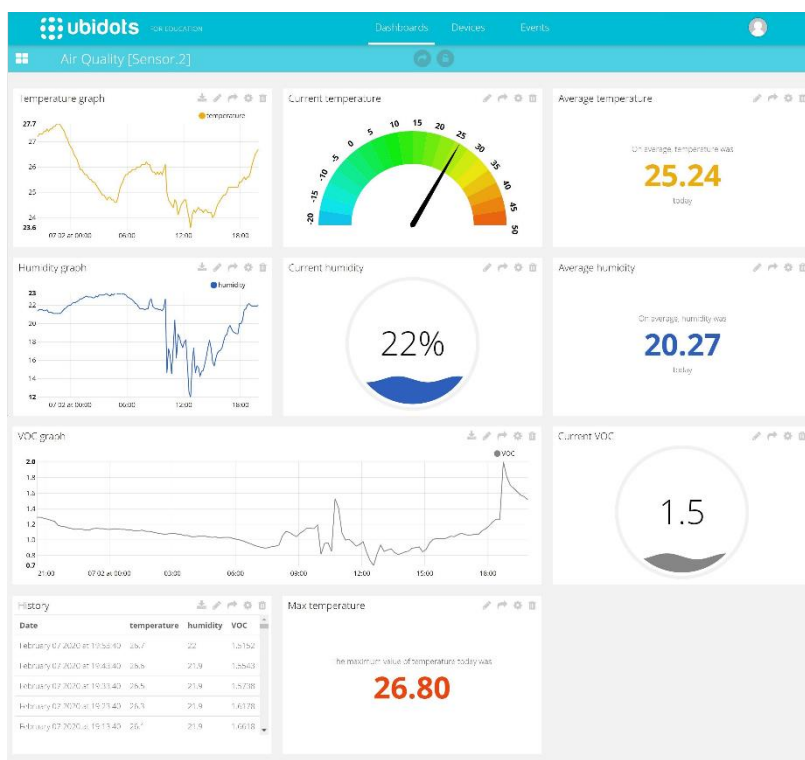 ubidots FOR EDUCATION
Dashboards Devices Events
Air Quality [Sensor.2]
Temperature graph
temperature
27.7
27
26
25
24
23.6
07 02 at 00:00 06:00 12:00 18:00
Current temperature
-20 -15 -10 -5 0 5 10 15 20 25 30 35 40 45 50
Average temperature
On average, temperature was
25.24
today
Humidity graph
humidity
23
22
20
18
16
14
12
07 02 at 00:00 06:00 12:00 18:00
Current humidity
22%
Average humidity
On average, humidity was
20.27
today
VOC graph
VOC
2.0
1.8
1.6
1.4
1.2
1.0
0.8
0.7
21:00 07 02 at 00:00 03:00 06:00 09:00 12:00 15:00 18:00
Current VOC
1.5
History
Date temperature humidity VOC
February 07 2020 at 19:53:40 26.7 22 1.5152
February 07 2020 at 19:43:40 26.6 21.9 1.5543
February 07 2020 at 19:33:40 26.5 21.9 1.5738
February 07 2020 at 19:23:40 26.3 21.9 1.6178
February 07 2020 at 19:13:40 26.1 21.9 1.6618
Max temperature
he maximum value of temperature today was
26.80